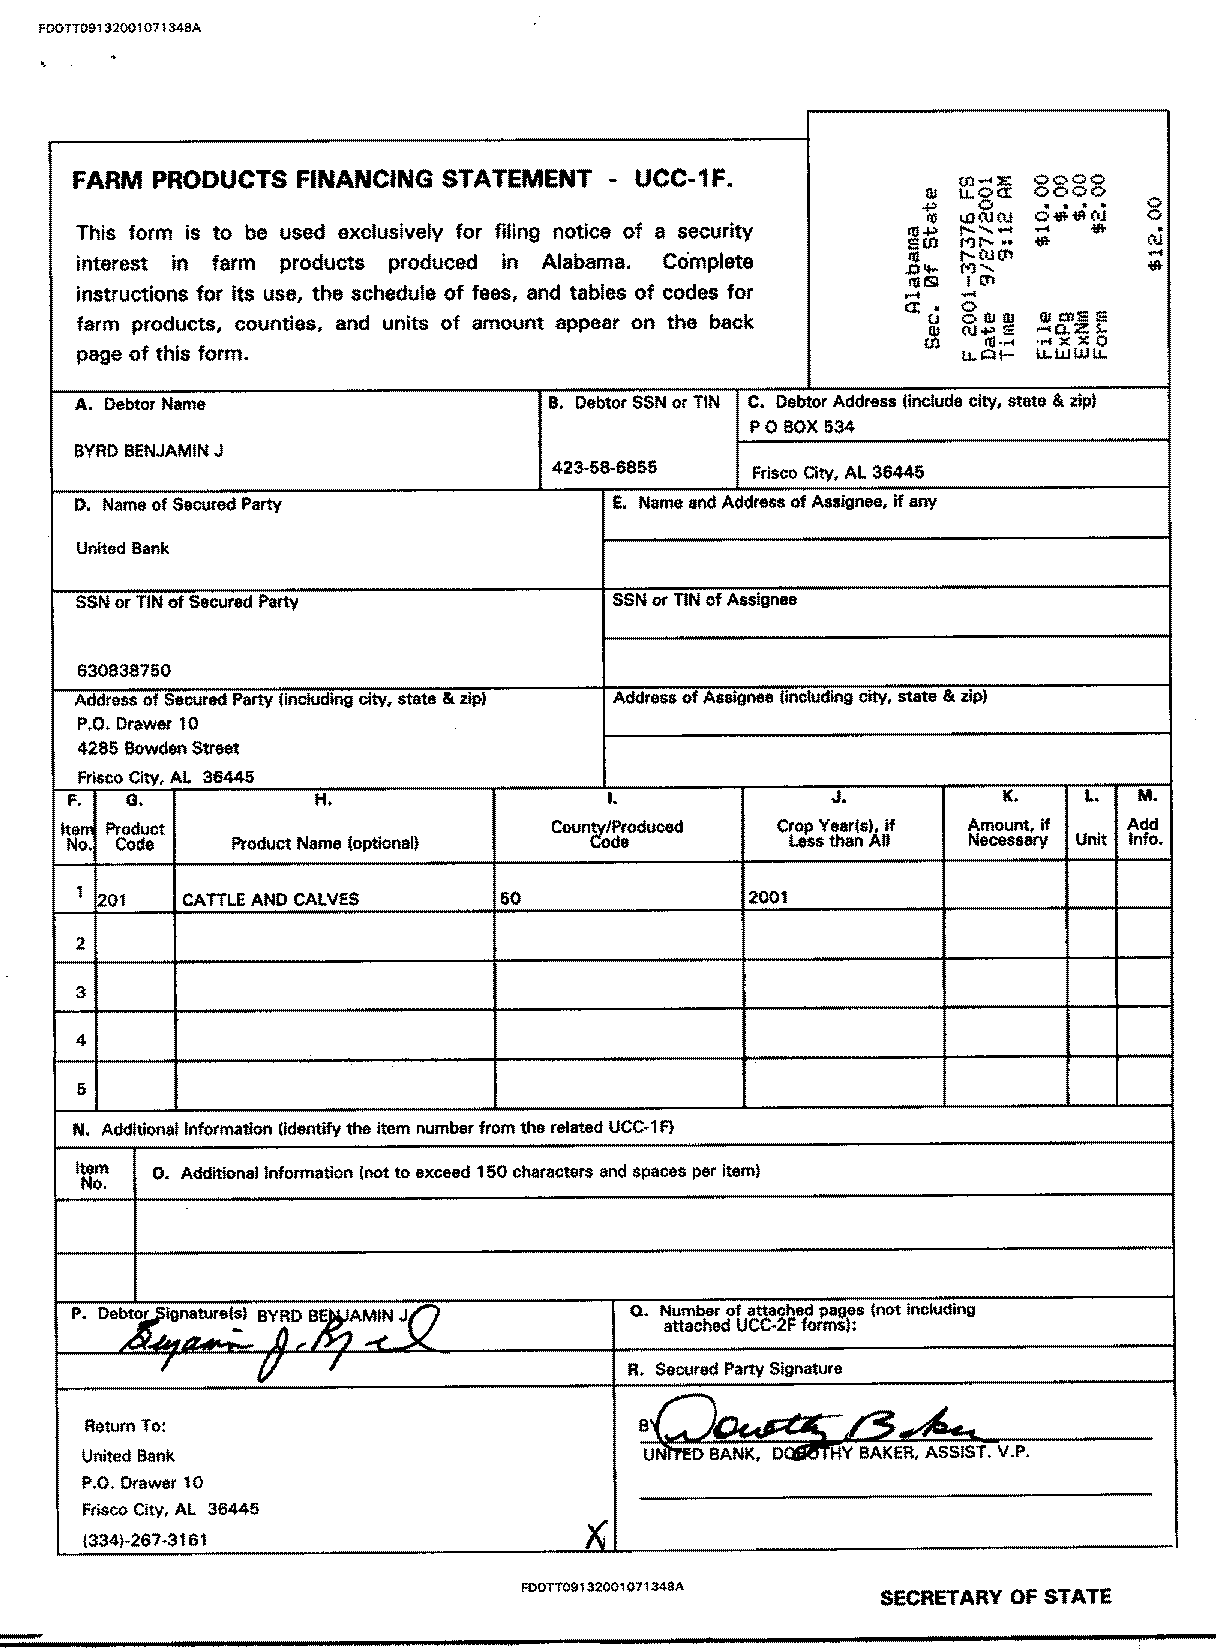 FDOTT09132001071348A
Alabama
Sec. Of State
F 2001-37376 FS
Date 9/27/2001
Time 9:12 AM
File $10.00
ExPg $.00
ExNm $.00
Form $2.00
$12.00
FARM PRODUCTS FINANCING STATEMENT - UCC-1F.
This form is to be used exclusively for filing notice of a security
interest in farm products produced in Alabama. Complete
instructions for its use, the schedule of fees, and tables of codes for
farm products, counties, and units of amount appear on the back
page of this form.
A. Debtor Name
BYRD BENJAMIN J
B. Debtor SSN or TIN
423-58-6855
C. Debtor Address (include city, state & zip)
P O BOX 534
Frisco City, AL 36445
D. Name of Secured Party
United Bank
E. Name and Address of Assignee, if any
SSN or TIN of Secured Party
630838750
SSN or TIN of Assignee
Address of Secured Party (including city, state & zip)
P.O. Drawer 10
4285 Bowden Street
Frisco City, AL 36445
Address of Assignee (including city, state & zip)
F. G. H. I. J. K. L. M.
Item No. Product Code Product Name (optional) County/Produced Code Crop Year(s), if Less than All Amount, if Necessary Unit Add Info.
1 201 CATTLE AND CALVES 50 2001
2
3
4
5
N. Additional Information (identify the item number from the related UCC-1F)
Item No. O. Additional Information (not to exceed 150 characters and spaces per item)
P. Debtor Signature(s) BYRD BENJAMIN J
Benjamin J. Byrd
Q. Number of attached pages (not including
attached UCC-2F forms):
R. Secured Party Signature
BY Dorothy Baker
UNITED BANK, DOROTHY BAKER, ASSIST. V.P.
Return To:
United Bank
P.O. Drawer 10
Frisco City, AL 36445
(334)-267-3161
X
FDOTT09132001071348A
SECRETARY OF STATE